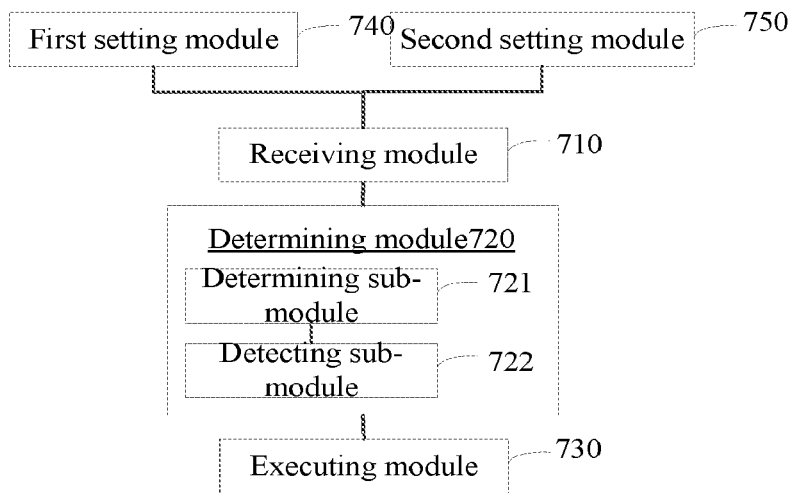 First setting module 740 Second setting module 750
Receiving module 710
Determining module720
Determining sub-
module 721
Detecting sub-
module 722
Executing module 730